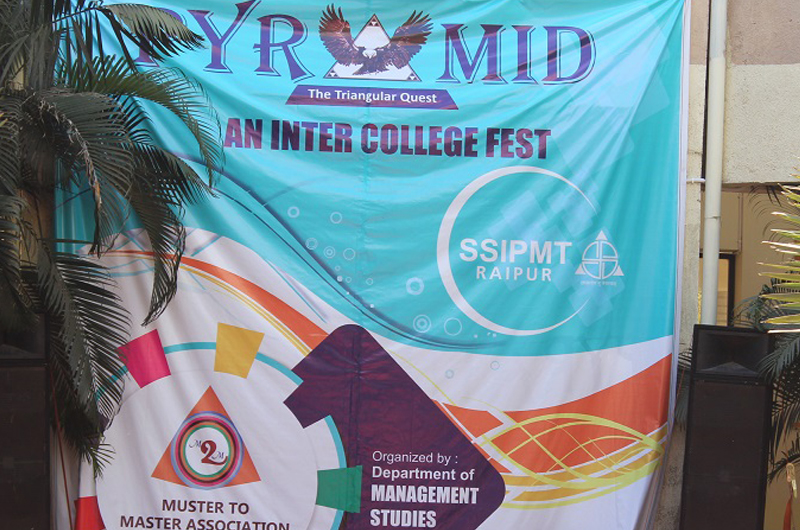 PYR MID
The Triangular Quest
AN INTER COLLEGE FEST
SSIPMT
RAIPUR
M2M
MUSTER TO
MASTER ASSOCIATION
Organized by :
Department of
MANAGEMENT
STUDIES